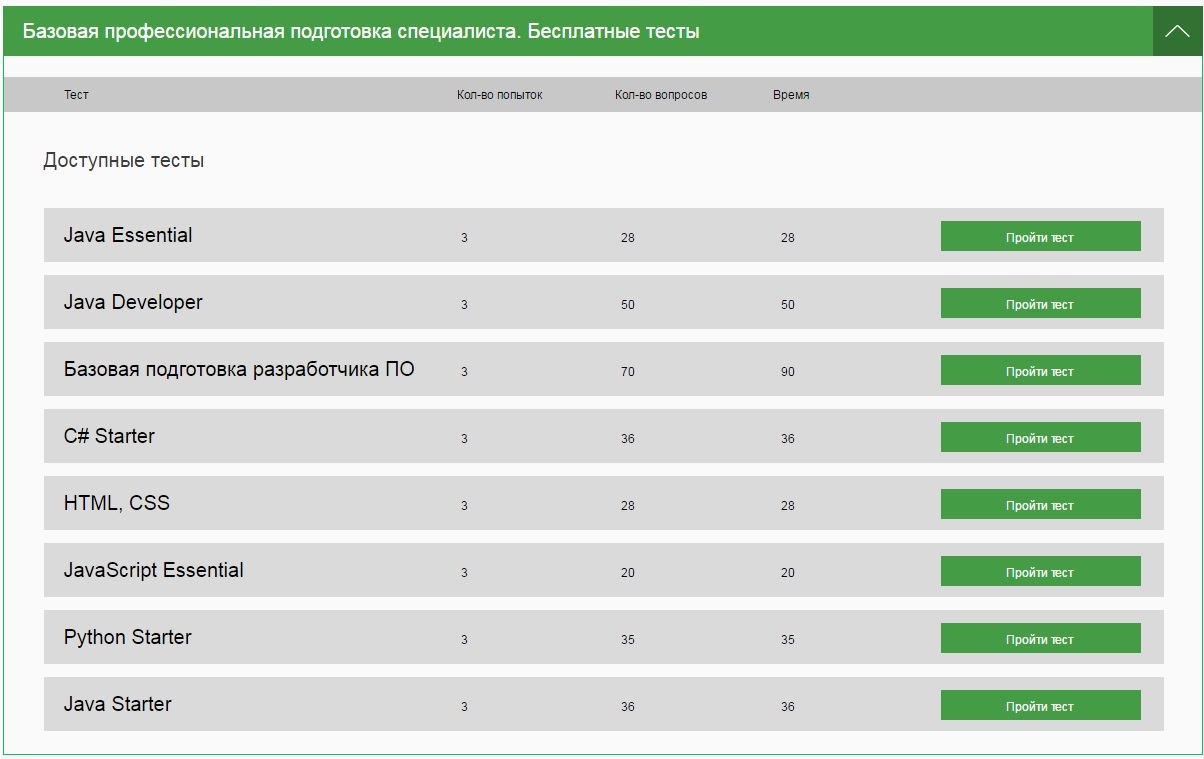 Базовая профессиональная подготовка специалиста. Бесплатные тесты
Тест Кол-во попыток Кол-во вопросов Время
Доступные тесты
Java Essential 3 28 28 Пройти тест
Java Developer 3 50 50 Пройти тест
Базовая подготовка разработчика ПО 3 70 90 Пройти тест
C# Starter 3 36 36 Пройти тест
HTML, CSS 3 28 28 Пройти тест
JavaScript Essential 3 20 20 Пройти тест
Python Starter 3 35 35 Пройти тест
Java Starter 3 36 36 Пройти тест